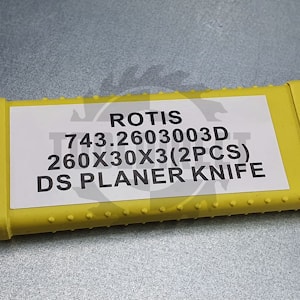 ROTIS
743.2603003D
260X30X3(2PCS)
DS PLANER KNIFE